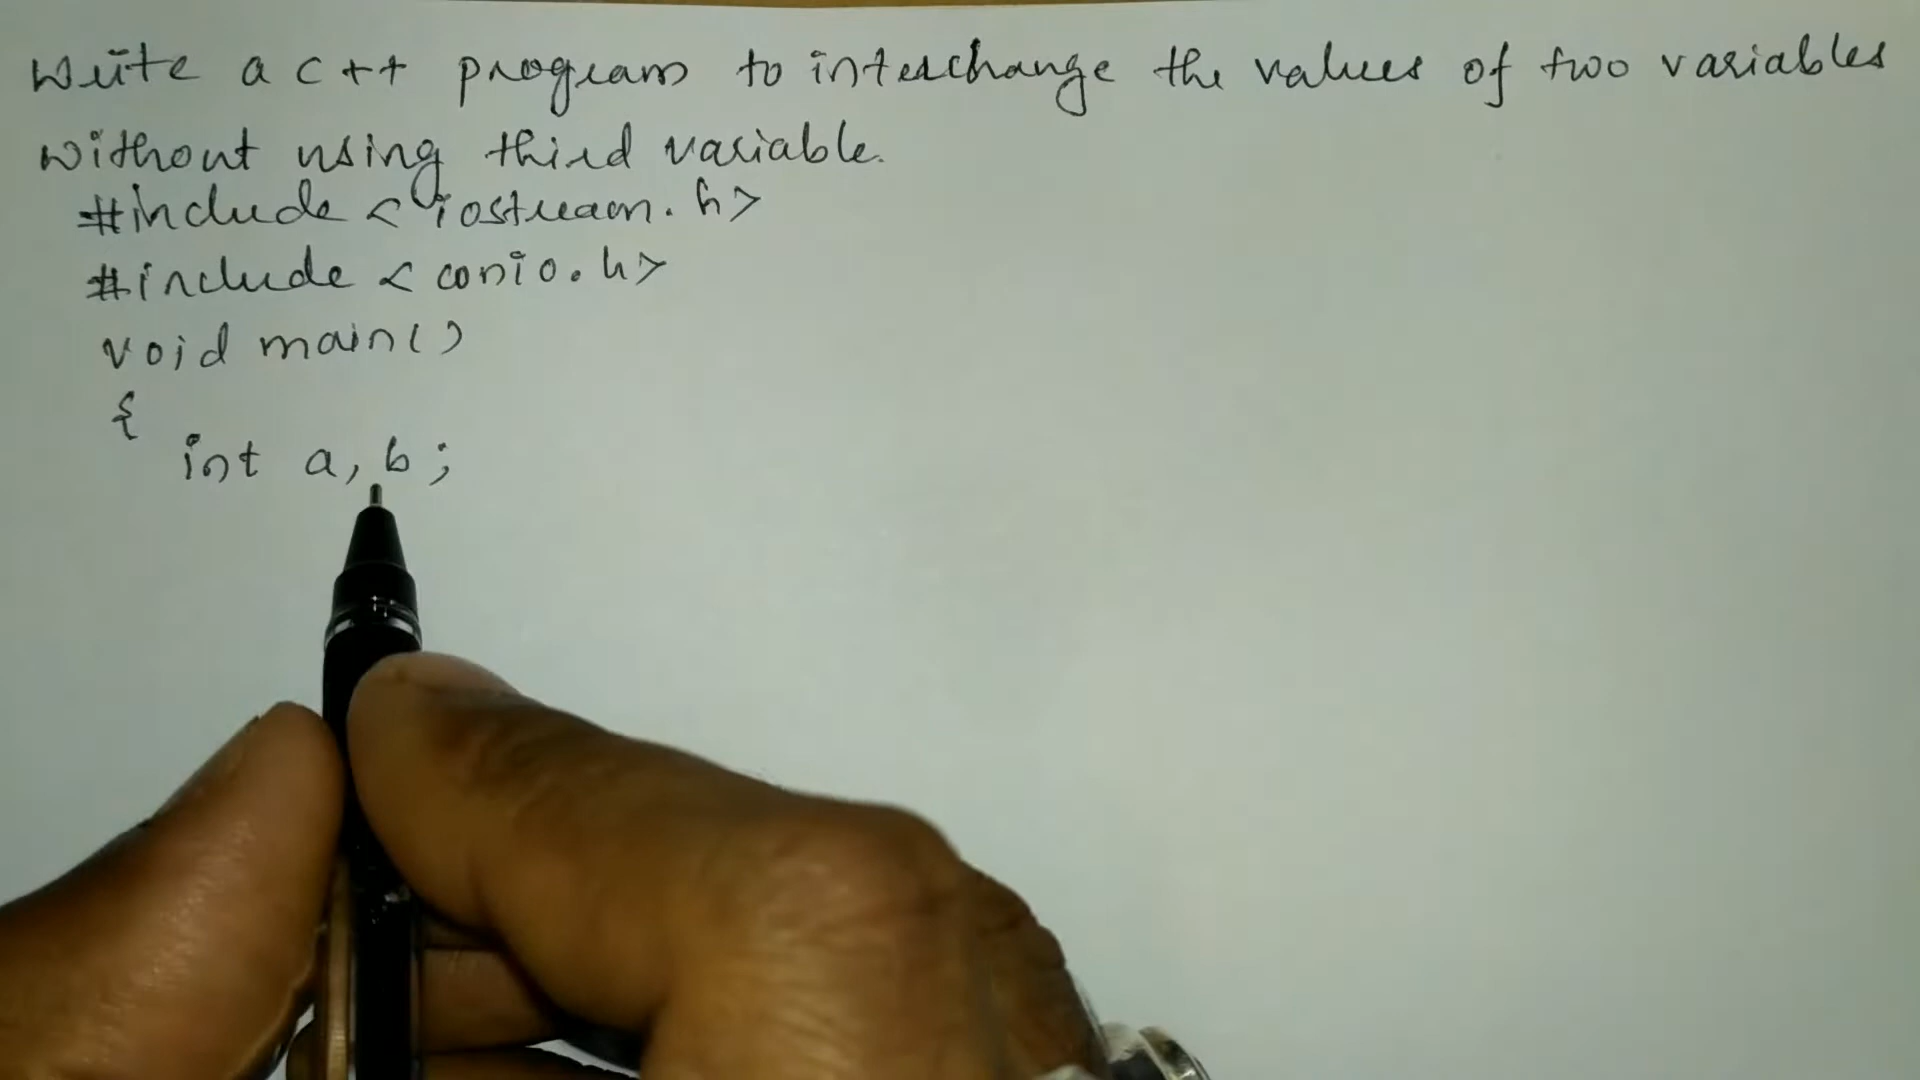 Write a c++ program to interchange the values of two variables
without using third variable.
#include <iostream.h>
#include <conio.h>
void main()
{
int a, b;